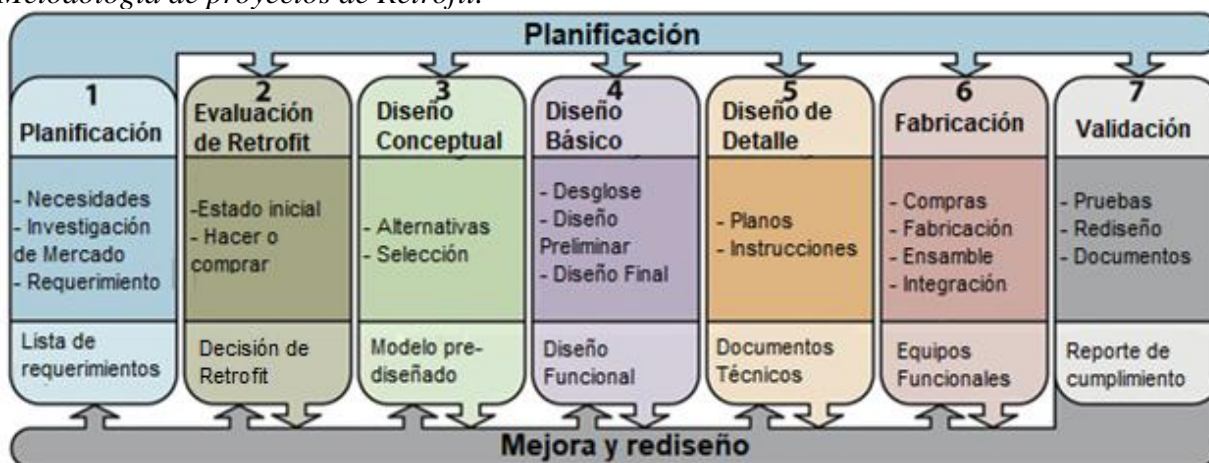 Metodología de proyectos de Retrofit.
Planificación
1
Planificación
- Necesidades
- Investigación
de Mercado
- Requerimiento
Lista de
requerimientos
2
Evaluación
de Retrofit
-Estado inicial
- Hacer o
comprar
Decisión de
Retrofit
3
Diseño
Conceptual
- Alternativas
- Selección
Modelo pre-
diseñado
4
Diseño
Básico
- Desglose
- Diseño
Preliminar
- Diseño Final
Diseño
Funcional
5
Diseño de
Detalle
- Planos
- Instrucciones
Documentos
Técnicos
6
Fabricación
- Compras
- Fabricación
- Ensamble
- Integración
Equipos
Funcionales
7
Validación
- Pruebas
- Rediseño
- Documentos
Reporte de
cumplimiento
Mejora y rediseño